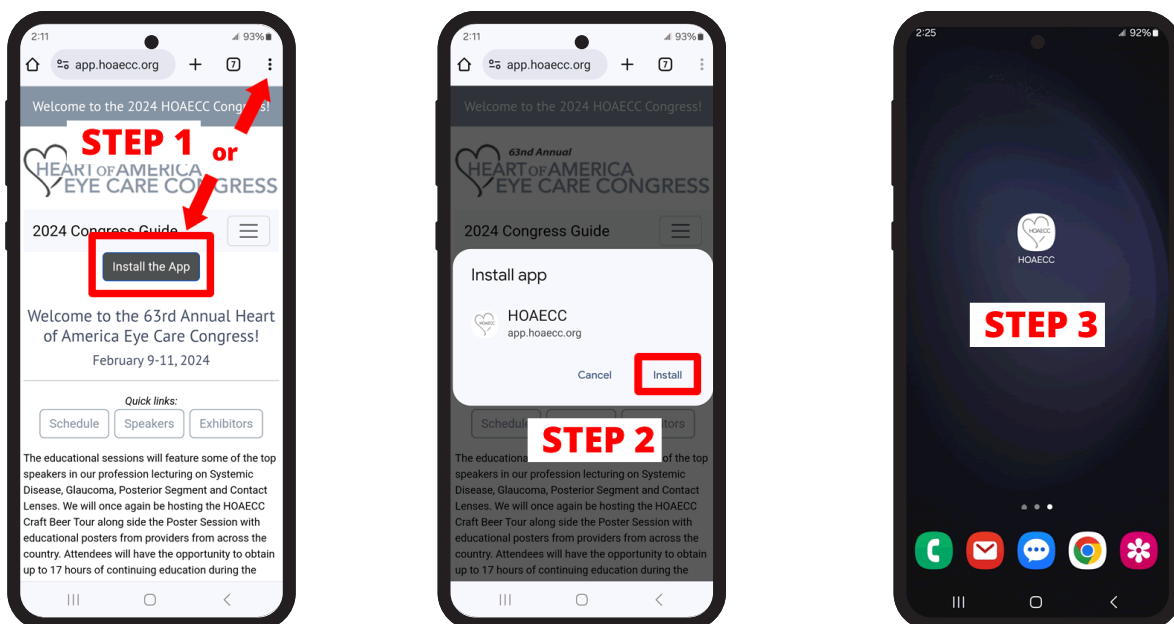 2:11
93%
app.hoaecc.org
7
Welcome to the 2024 HOAECC Congress!
STEP 1
or
HEART OF AMERICA
EYE CARE CONGRESS
2024 Congress Guide
Install the App
Welcome to the 63rd Annual Heart
of America Eye Care Congress!
February 9-11, 2024
Quick links:
Schedule Speakers Exhibitors
The educational sessions will feature some of the top
speakers in our profession lecturing on Systemic
Disease, Glaucoma, Posterior Segment and Contact
Lenses. We will once again be hosting the HOAECC
Craft Beer Tour along side the Poster Session with
educational posters from providers from across the
country. Attendees will have the opportunity to obtain
up to 17 hours of continuing education during the
2:11
93%
app.hoaecc.org
7
Welcome to the 2024 HOAECC Congress!
63nd Annual
HEART OF AMERICA
EYE CARE CONGRESS
2024 Congress Guide
Install app
HOAECC
HOAECC
app.hoaecc.org
Cancel Install
Schedule itors
STEP 2
The educational of the top
speakers in our profession lecturing on Systemic
Disease, Glaucoma, Posterior Segment and Contact
Lenses. We will once again be hosting the HOAECC
Craft Beer Tour along side the Poster Session with
educational posters from providers from across the
country. Attendees will have the opportunity to obtain
up to 17 hours of continuing education during the
2:25
92%
HOAECC
HOAECC
STEP 3